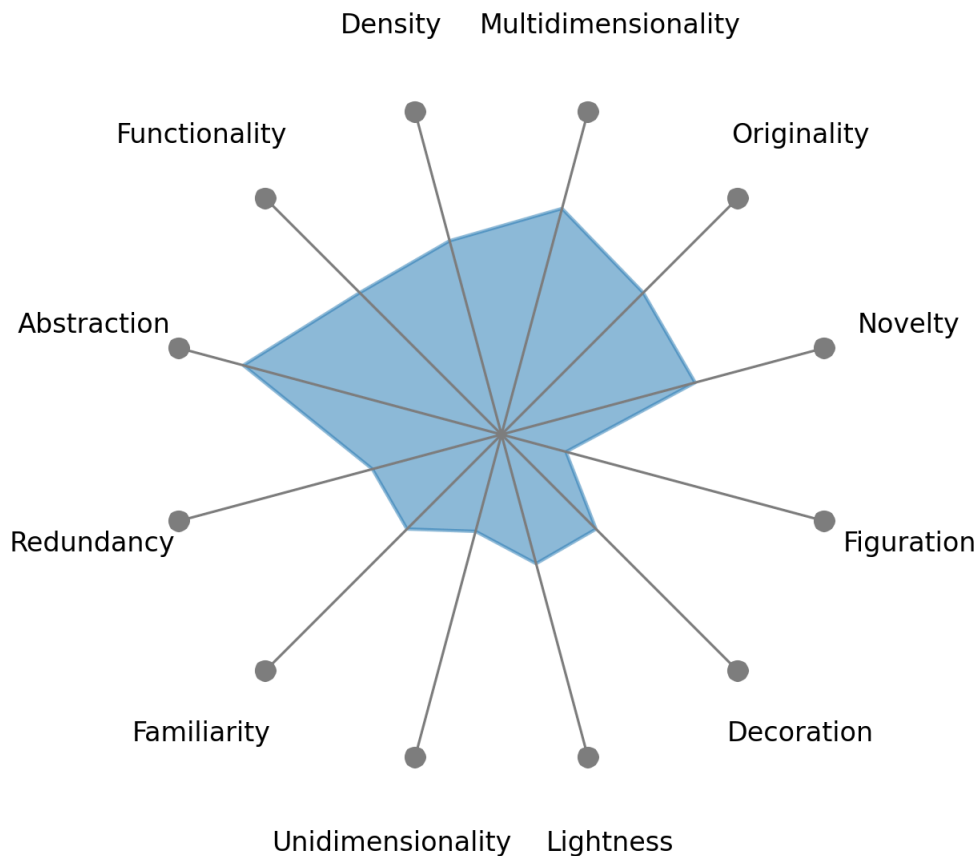 Density
Multidimensionality
Functionality
Originality
Abstraction
Novelty
Redundancy
Figuration
Familiarity
Decoration
Unidimensionality
Lightness